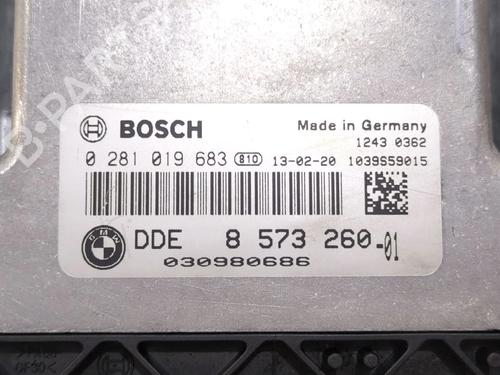 BOSCH
Made in Germany
1243 0362
0 281 019 683 810 13-02-20 1039S59015
BMW
DDE 8 573 260-01
030980686